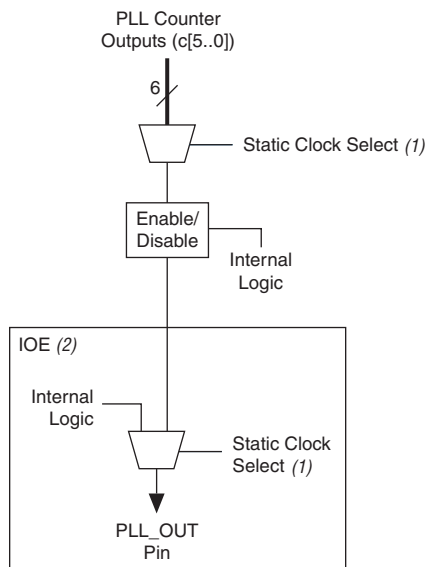 PLL Counter
Outputs (c[5..0])
6
Static Clock Select (1)
Enable/
Disable
Internal
Logic
IOE (2)
Internal
Logic
Static Clock
Select (1)
PLL_OUT
Pin